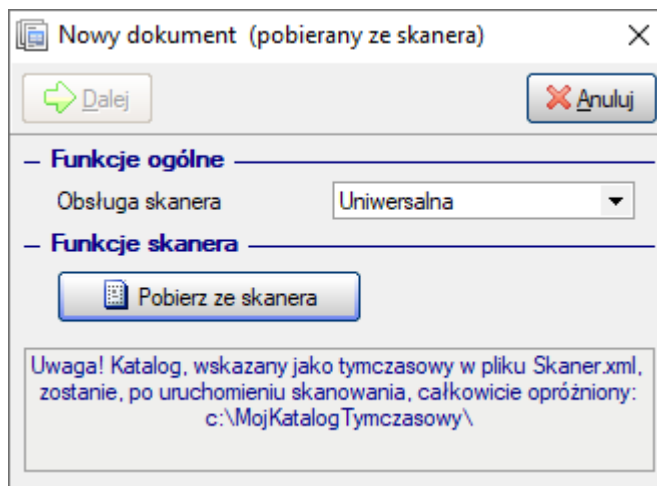 Nowy dokument (pobierany ze skanera)
Dalej
Anuluj
Funkcje ogólne
Obsługa skanera
Uniwersalna
Funkcje skanera
Pobierz ze skanera
Uwaga! Katalog, wskazany jako tymczasowy w pliku Skaner.xml,
zostanie, po uruchomieniu skanowania, całkowicie opróżniony:
c:\MojKatalogTymczasowy\